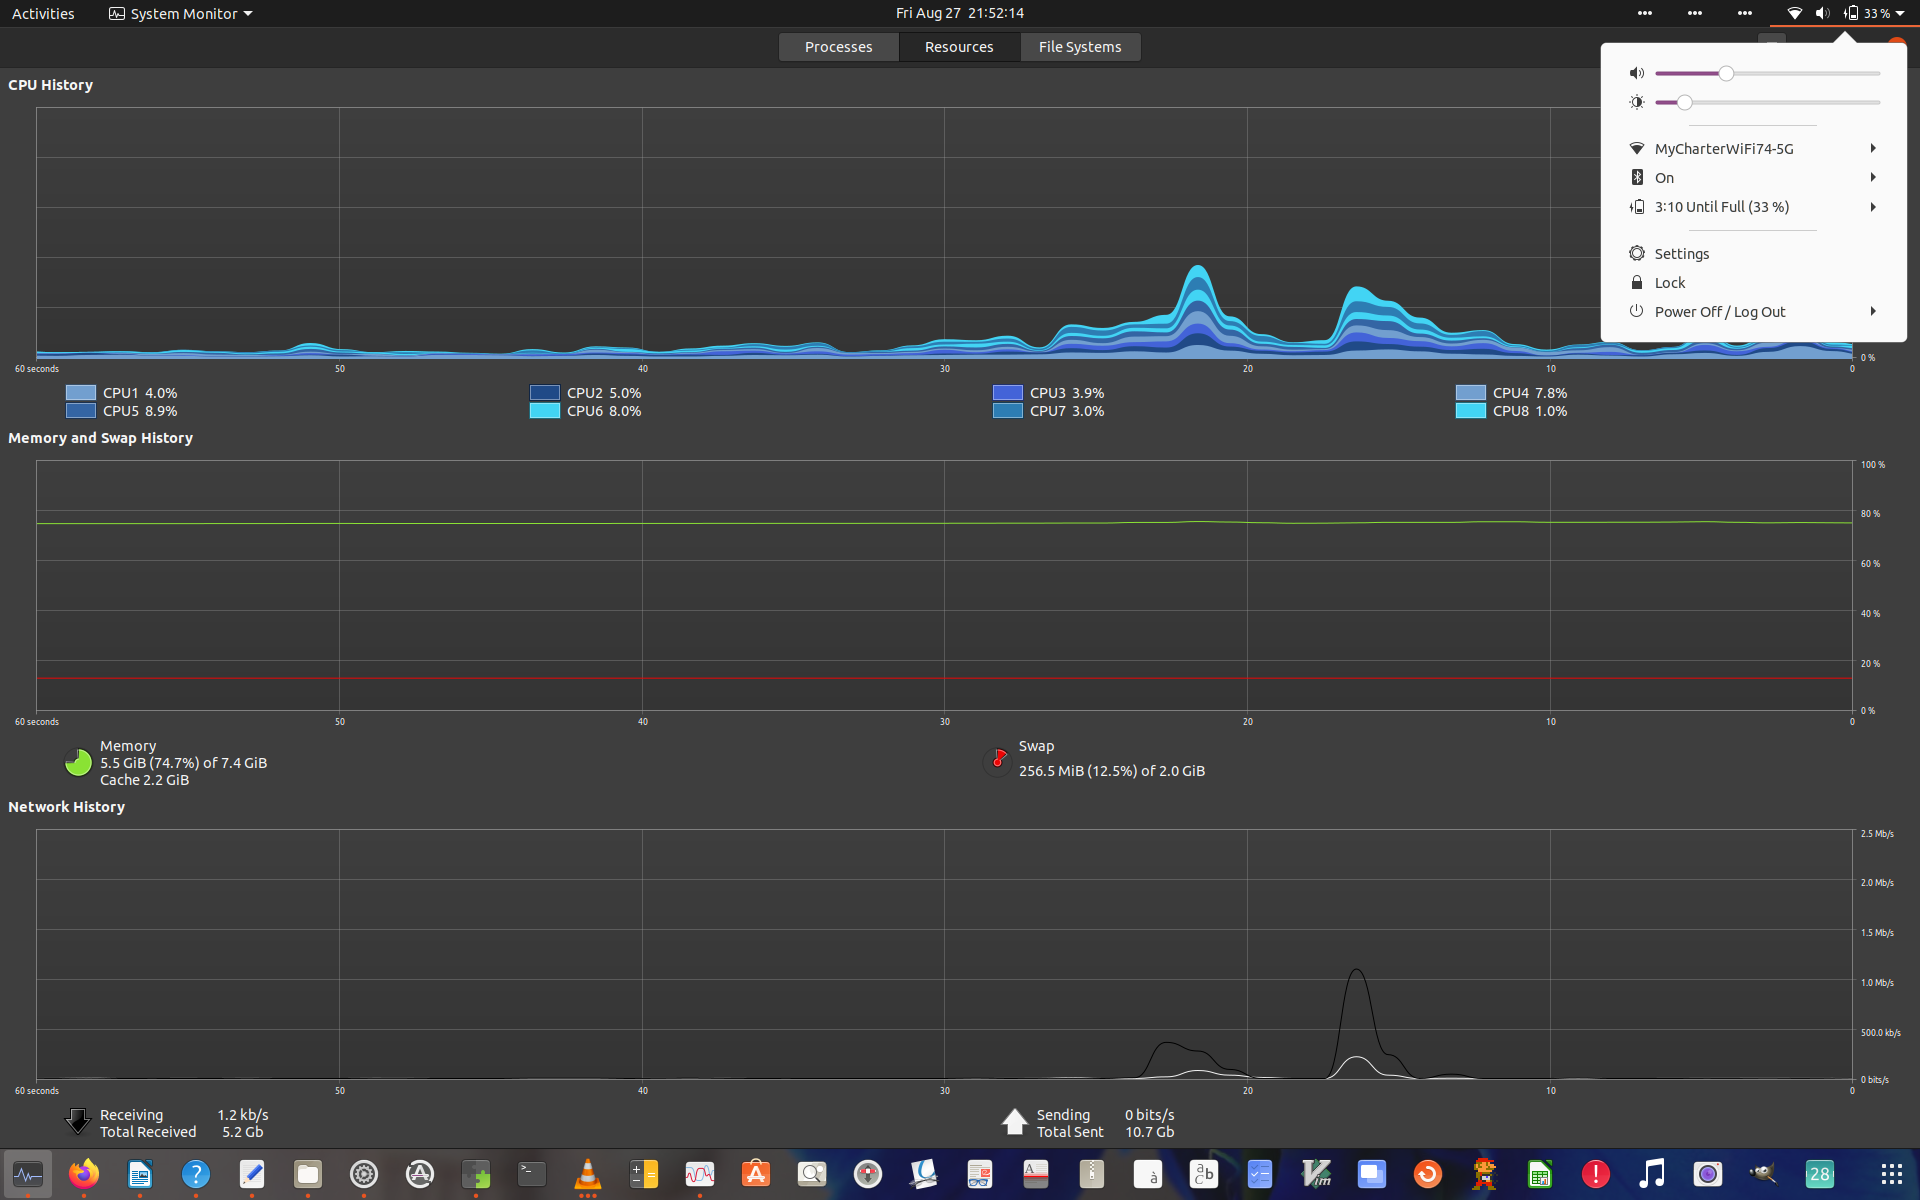 Activities System Monitor Fri Aug 27 21:52:14 33 %
Processes Resources File Systems
CPU History
MyCharterWiFi74-5G
On
3:10 Until Full (33 %)
Settings
Lock
Power Off / Log Out
0 %
60 seconds 50 40 30 20 10 0
CPU1 4.0% CPU2 5.0% CPU3 3.9% CPU4 7.8%
CPU5 8.9% CPU6 8.0% CPU7 3.0% CPU8 1.0%
Memory and Swap History
100 %
80 %
60 %
40 %
20 %
0 %
60 seconds 50 40 30 20 10 0
Memory
5.5 GiB (74.7%) of 7.4 GiB
Cache 2.2 GiB
Swap
256.5 MiB (12.5%) of 2.0 GiB
Network History
2.5 Mb/s
2.0 Mb/s
1.5 Mb/s
1.0 Mb/s
500.0 kb/s
0 bits/s
60 seconds 50 40 30 20 10 0
Receiving 1.2 kb/s
Total Received 5.2 Gb
Sending 0 bits/s
Total Sent 10.7 Gb
? >_ A à a b c Vim ! 28